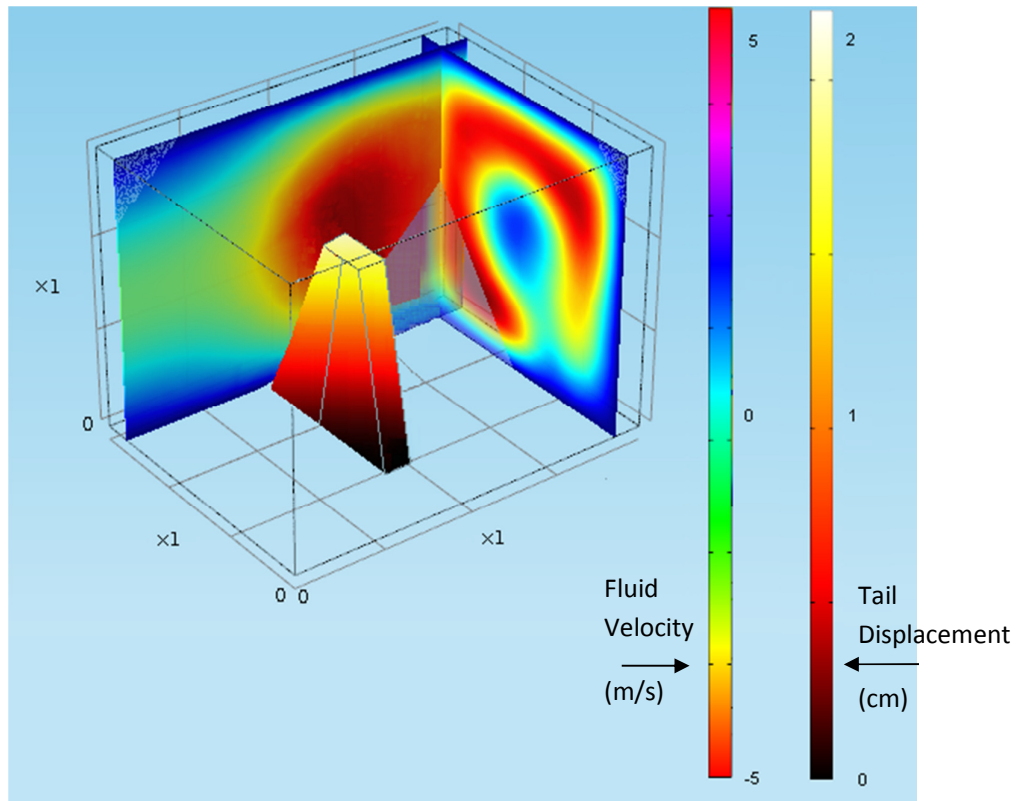 ×1
0
×1
0 0
×1
Fluid
Velocity
(m/s)
5
0
-5
2
1
0
Tail
Displacement
(cm)